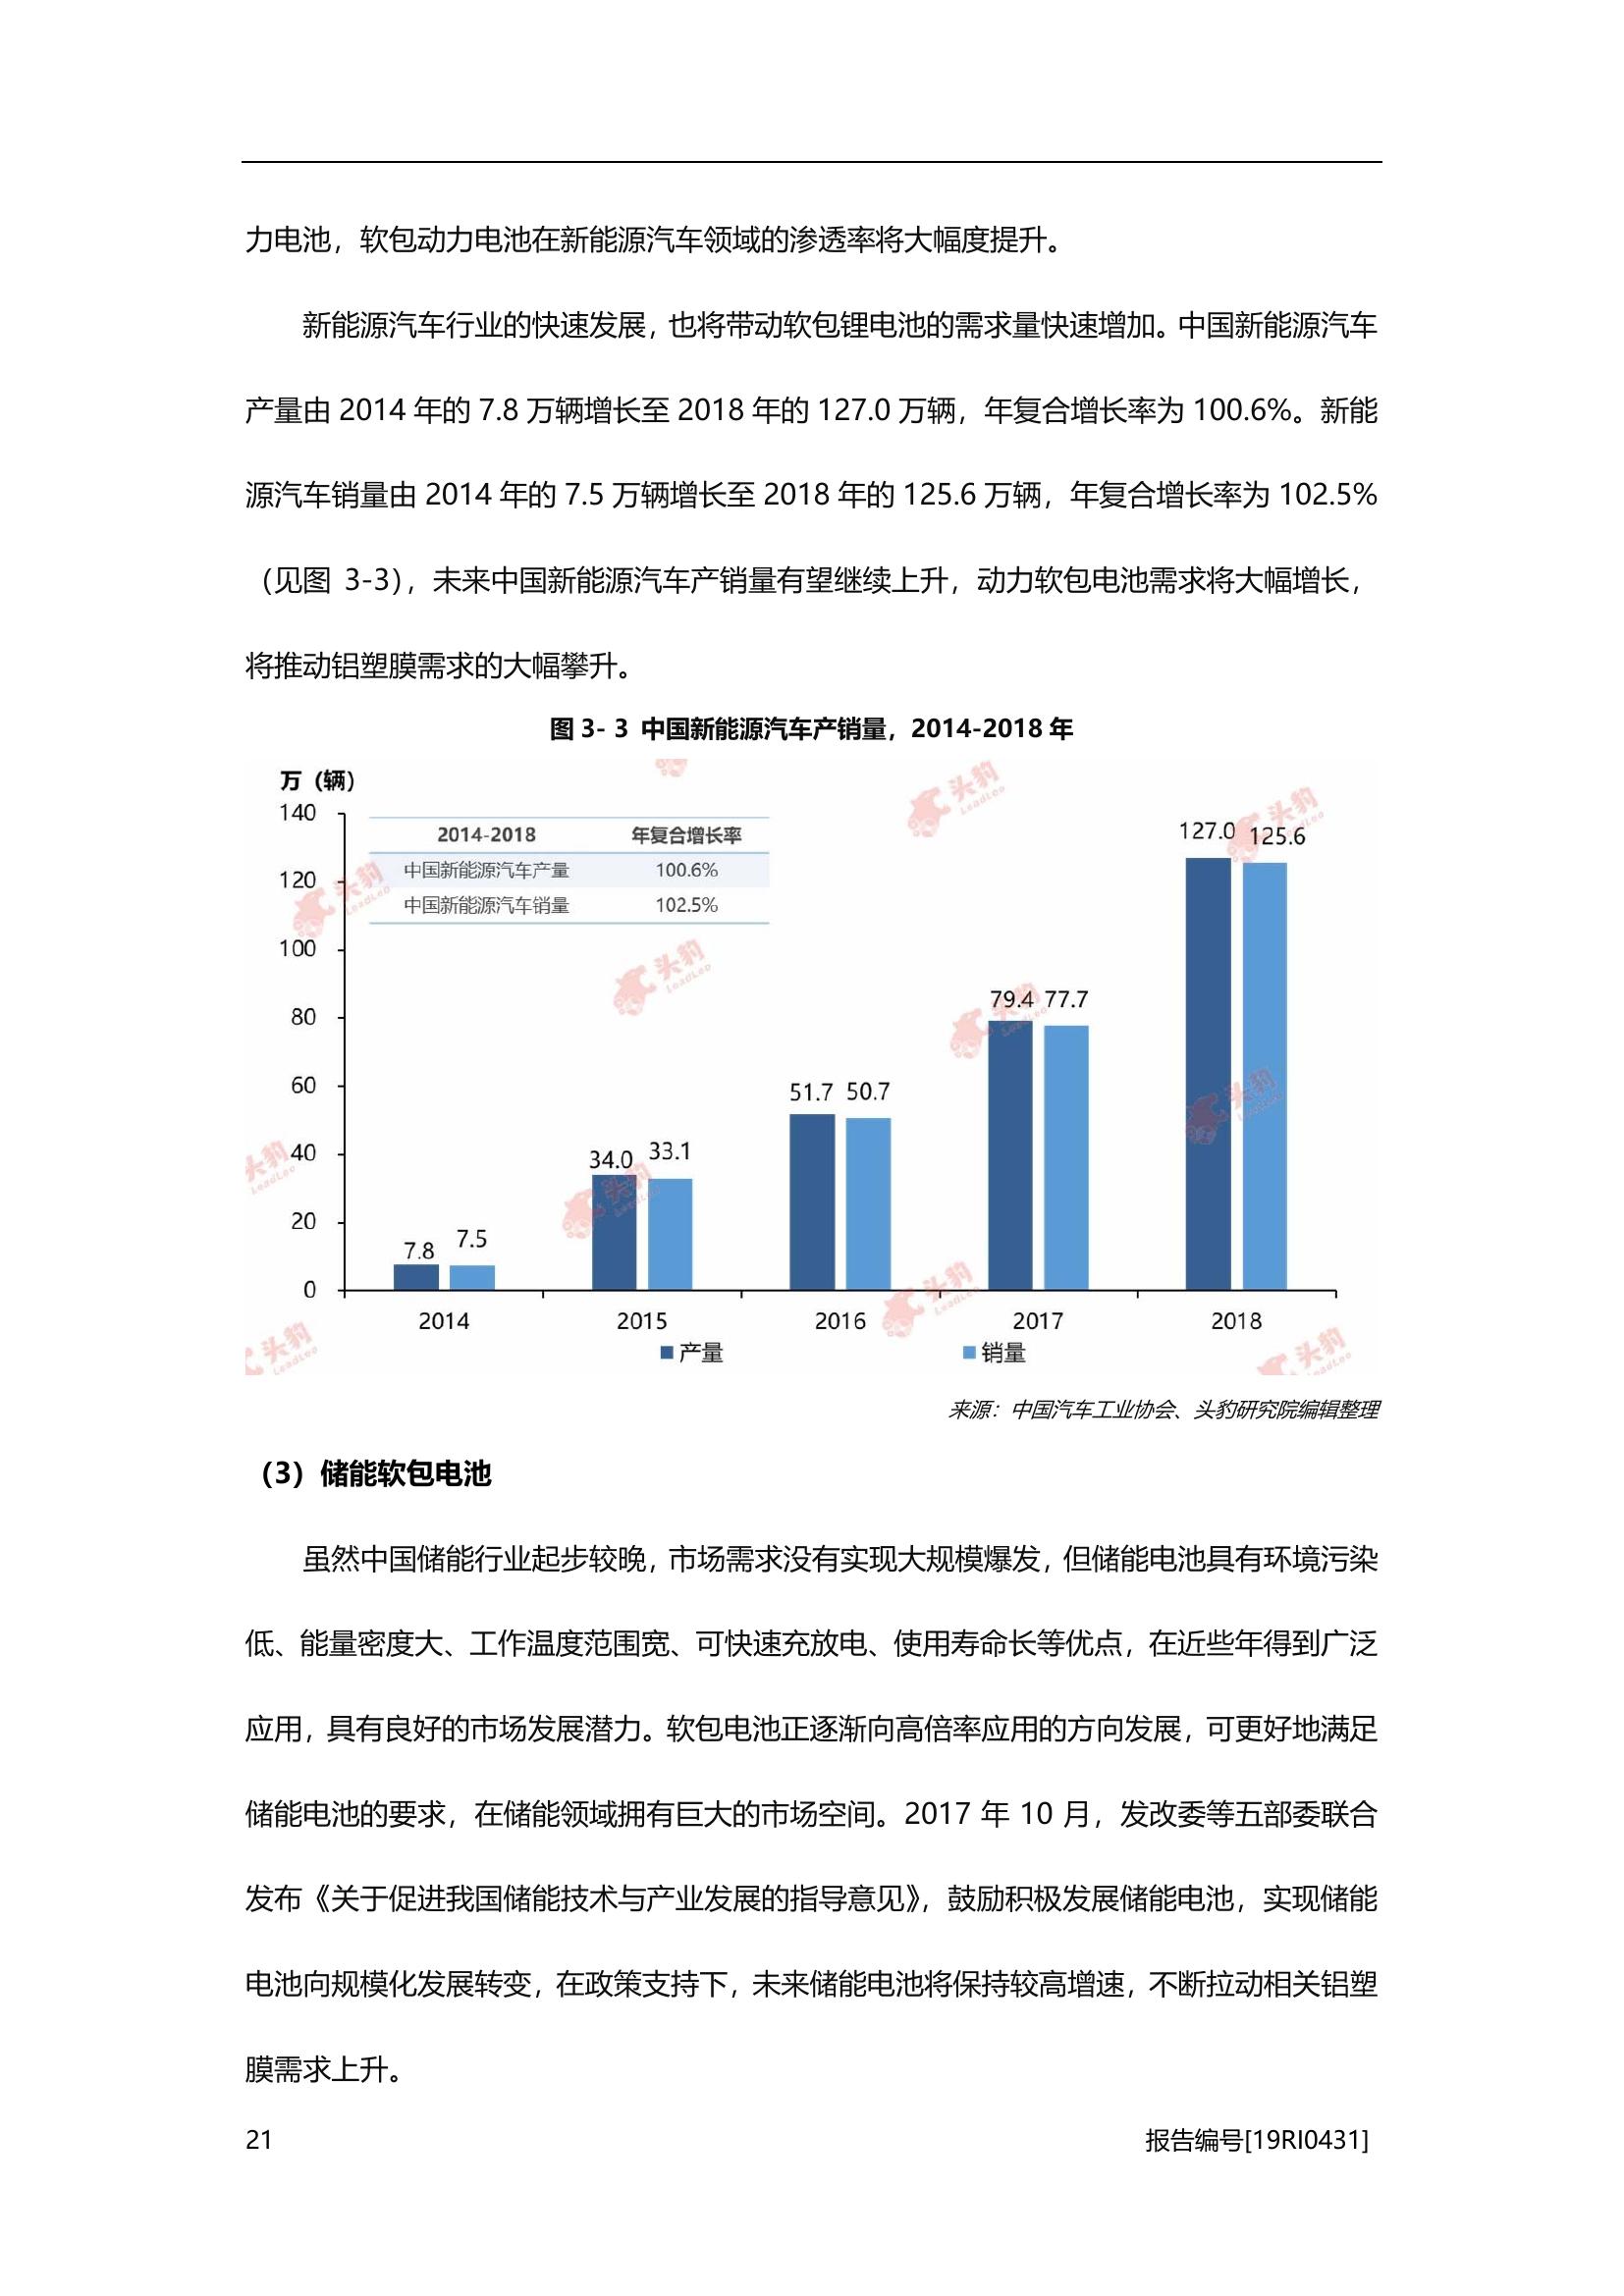 力电池，软包动力电池在新能源汽车领域的渗透率将大幅度提升。
新能源汽车行业的快速发展，也将带动软包锂电池的需求量快速增加。中国新能源汽车
产量由 2014 年的 7.8 万辆增长至 2018 年的 127.0 万辆，年复合增长率为 100.6%。新能
源汽车销量由 2014 年的 7.5 万辆增长至 2018 年的 125.6 万辆，年复合增长率为 102.5%
（见图 3-3），未来中国新能源汽车产销量有望继续上升，动力软包电池需求将大幅增长，
将推动铝塑膜需求的大幅攀升。
图 3- 3 中国新能源汽车产销量，2014-2018 年
万（辆）
140
120
100
80
60
40
20
0
2014-2018 年复合增长率
中国新能源汽车产量 100.6%
中国新能源汽车销量 102.5%
7.8 7.5
34.0 33.1
51.7 50.7
79.4 77.7
127.0 125.6
2014 2015 2016 2017 2018
产量 销量
头豹 LeadLeo
来源：中国汽车工业协会、头豹研究院编辑整理
（3）储能软包电池
虽然中国储能行业起步较晚，市场需求没有实现大规模爆发，但储能电池具有环境污染
低、能量密度大、工作温度范围宽、可快速充放电、使用寿命长等优点，在近些年得到广泛
应用，具有良好的市场发展潜力。软包电池正逐渐向高倍率应用的方向发展，可更好地满足
储能电池的要求，在储能领域拥有巨大的市场空间。2017 年 10 月，发改委等五部委联合
发布《关于促进我国储能技术与产业发展的指导意见》，鼓励积极发展储能电池，实现储能
电池向规模化发展转变，在政策支持下，未来储能电池将保持较高增速，不断拉动相关铝塑
膜需求上升。
21 报告编号[19RI0431]